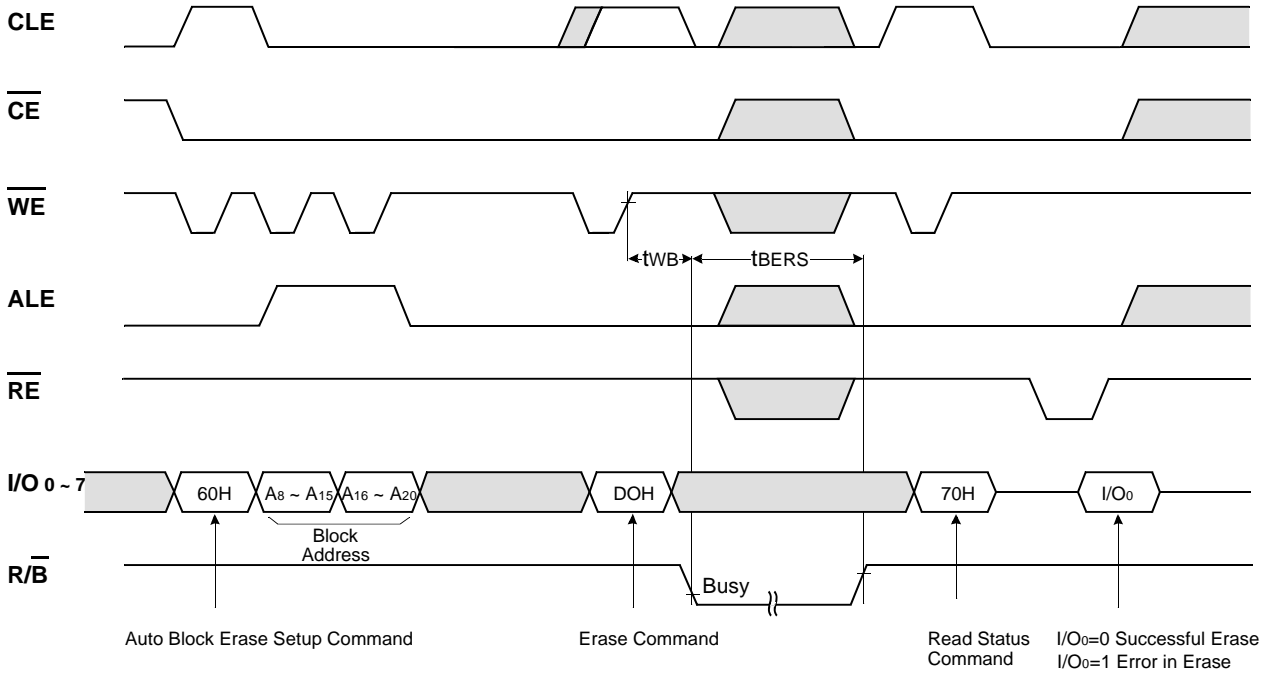 CLE
CE
WE
tWB
tBERS
ALE
RE
I/O 0 ~ 7
60H
A8 ~ A15
A16 ~ A20
DOH
70H
I/O0
Block
Address
R/B
Busy
Auto Block Erase Setup Command
Erase Command
Read Status
Command
I/O0=0 Successful Erase
I/O0=1 Error in Erase